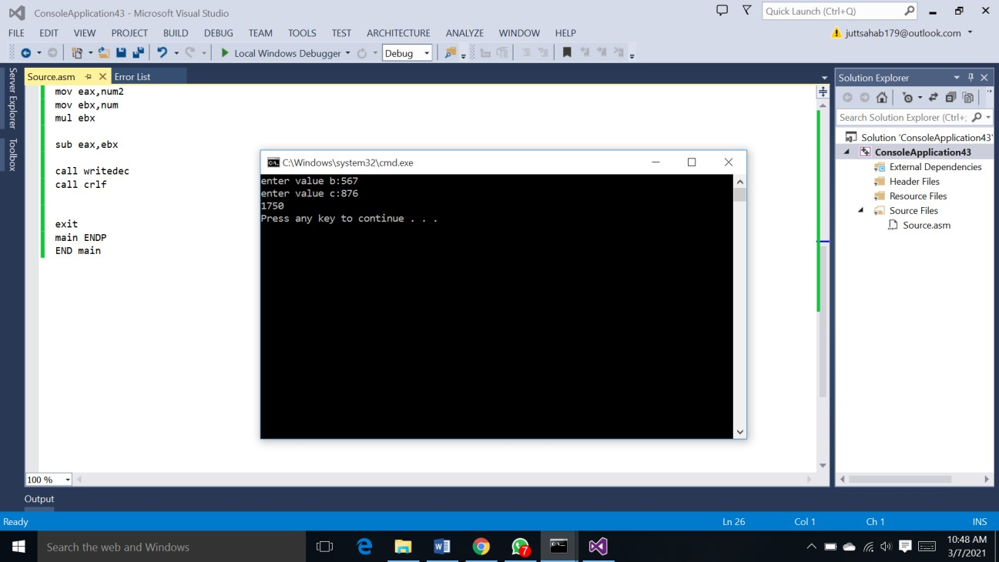 ConsoleApplication43 - Microsoft Visual Studio
Quick Launch (Ctrl+Q)
FILE EDIT VIEW PROJECT BUILD DEBUG TEAM TOOLS TEST ARCHITECTURE ANALYZE WINDOW HELP
juttsahab179@outlook.com
Local Windows Debugger
Debug
Server Explorer
Toolbox
Source.asm
Error List
mov eax,num2
mov ebx,num
mul ebx
sub eax,ebx
call writedec
call crlf
exit
main ENDP
END main
C:\Windows\system32\cmd.exe
enter value b:567
enter value c:876
1750
Press any key to continue . . .
Solution Explorer
Search Solution Explorer (Ctrl+;
Solution 'ConsoleApplication43'
ConsoleApplication43
External Dependencies
Header Files
Resource Files
Source Files
Source.asm
100 %
Output
Ready
Ln 26 Col 1 Ch 1 INS
Search the web and Windows
7
10:48 AM
3/7/2021